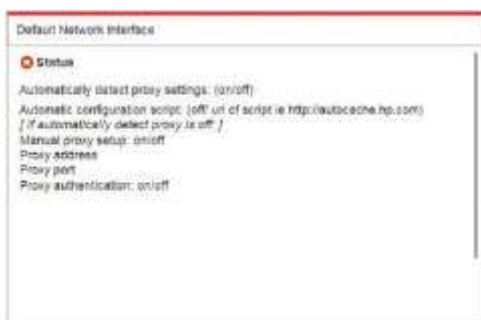 Default Network Interface
Status
Automatically detect proxy settings: (on/off)
Automatic configuration script: (off/ url of script ie http://autocache.hp.com)
[ if automatically detect proxy is off ]
Manual proxy setup: on/off
Proxy address
Proxy port
Proxy authentication: on/off